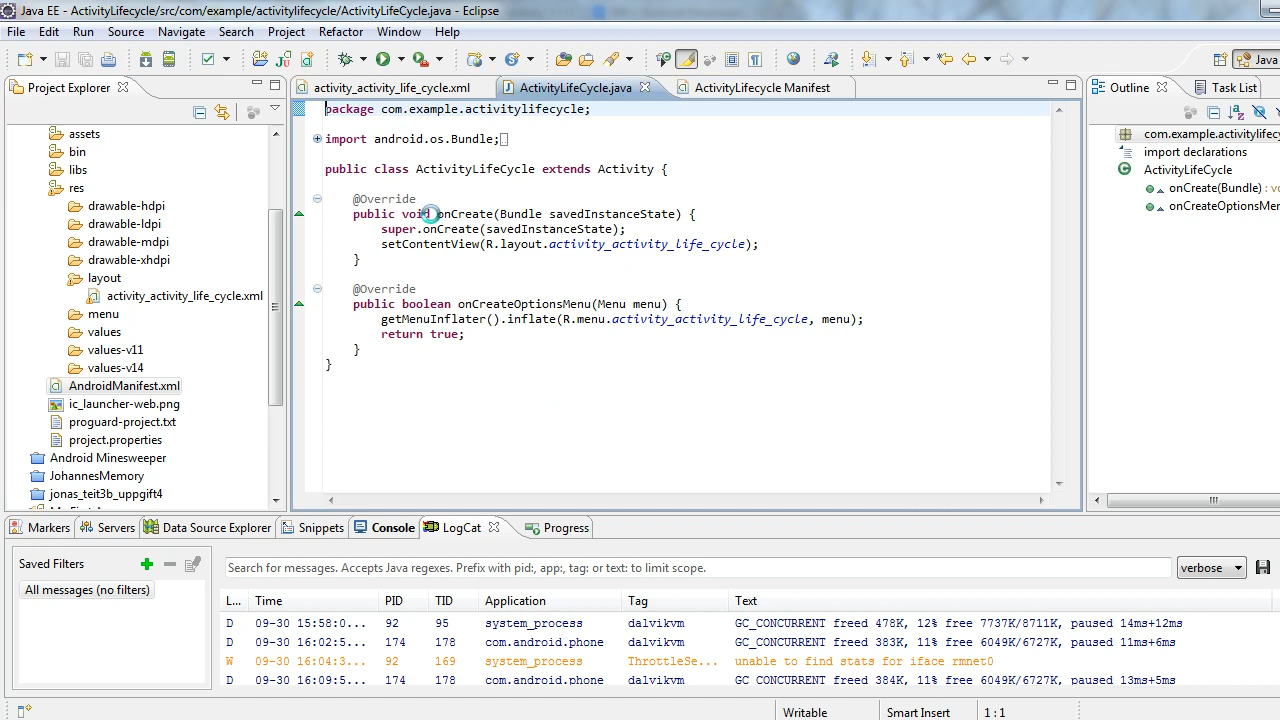 Java EE - ActivityLifecycle/src/com/example/activitylifecycle/ActivityLifeCycle.java - Eclipse
File Edit Run Source Navigate Search Project Refactor Window Help
Java
Project Explorer
assets
bin
libs
res
drawable-hdpi
drawable-ldpi
drawable-mdpi
drawable-xhdpi
layout
activity_activity_life_cycle.xml
menu
values
values-v11
values-v14
AndroidManifest.xml
ic_launcher-web.png
proguard-project.txt
project.properties
Android Minesweeper
JohannesMemory
jonas_teit3b_uppgift4
activity_activity_life_cycle.xml ActivityLifeCycle.java ActivityLifecycle Manifest
package com.example.activitylifecycle;
import android.os.Bundle;
public class ActivityLifeCycle extends Activity {
@Override
public void onCreate(Bundle savedInstanceState) {
super.onCreate(savedInstanceState);
setContentView(R.layout.activity_activity_life_cycle);
}
@Override
public boolean onCreateOptionsMenu(Menu menu) {
getMenuInflater().inflate(R.menu.activity_activity_life_cycle, menu);
return true;
}
}
Outline Task List
com.example.activitylifecy
import declarations
ActivityLifeCycle
onCreate(Bundle) : vo
onCreateOptionsMenu
Markers Servers Data Source Explorer Snippets Console LogCat Progress
Saved Filters
All messages (no filters)
Search for messages. Accepts Java regexes. Prefix with pid:, app:, tag: or text: to limit scope. verbose
L... Time PID TID Application Tag Text
D 09-30 15:58:0... 92 95 system_process dalvikvm GC_CONCURRENT freed 478K, 12% free 7737K/8711K, paused 14ms+12ms
D 09-30 16:02:5... 174 178 com.android.phone dalvikvm GC_CONCURRENT freed 383K, 11% free 6049K/6727K, paused 11ms+6ms
W 09-30 16:04:3... 92 169 system_process ThrottleSe... unable to find stats for iface rmnet0
D 09-30 16:09:5... 174 178 com.android.phone dalvikvm GC_CONCURRENT freed 384K, 11% free 6049K/6727K, paused 13ms+5ms
Writable Smart Insert 1 : 1